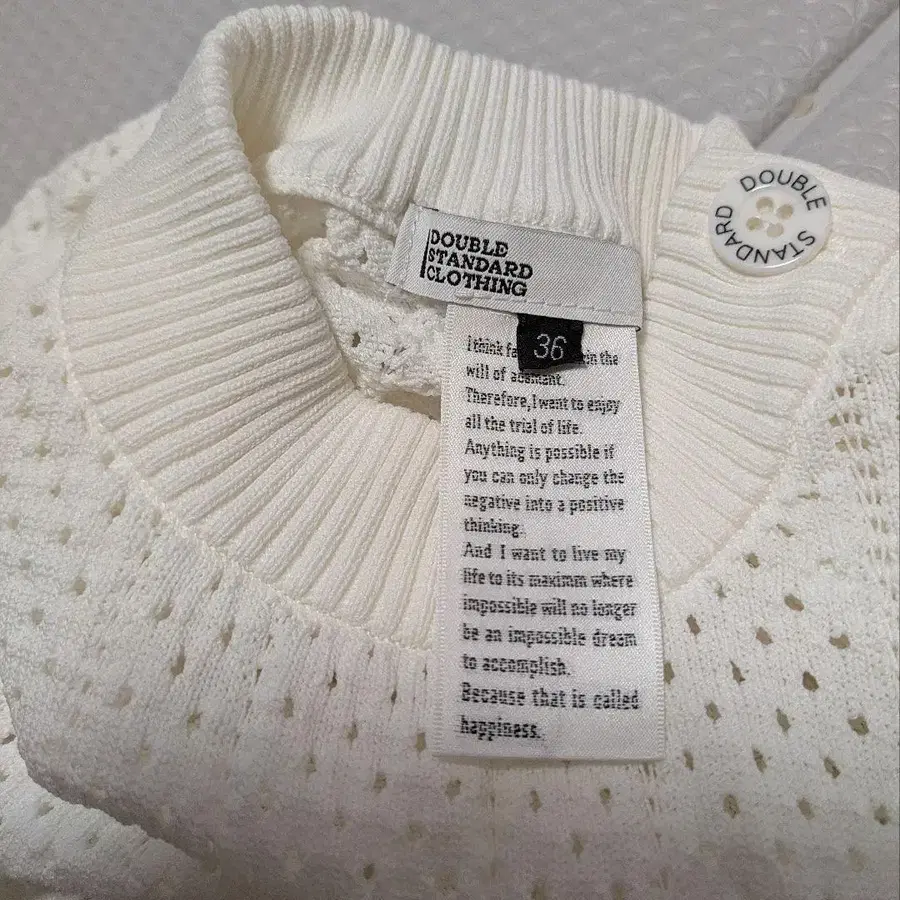 DOUBLE
STANDARD
CLOTHING
DOUBLE STANDARD
36
I think in the
will of adamant.
Therefore,I want to enjoy
all the trial of life.
Anything is possible if
you can only change the
negative into a positive
thinking.
And I want to live my
life to its maximm where
impossible will no longer
be an impossible dream
to accomplish.
Because that is called
happiness.